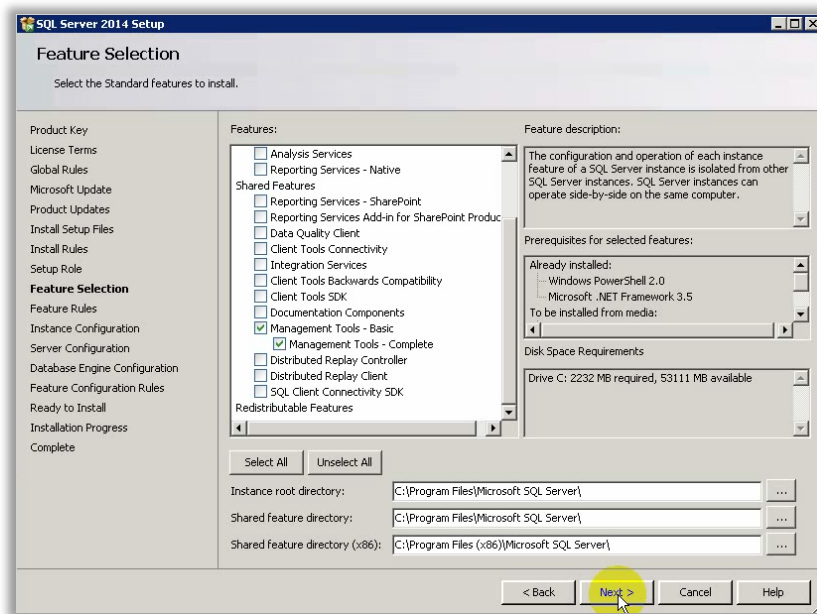 SQL Server 2014 Setup
Feature Selection
Select the Standard features to install.
Product Key
License Terms
Global Rules
Microsoft Update
Product Updates
Install Setup Files
Install Rules
Setup Role
Feature Selection
Feature Rules
Instance Configuration
Server Configuration
Database Engine Configuration
Feature Configuration Rules
Ready to Install
Installation Progress
Complete
Features:
Analysis Services
Reporting Services - Native
Shared Features
Reporting Services - SharePoint
Reporting Services Add-in for SharePoint Produc
Data Quality Client
Client Tools Connectivity
Integration Services
Client Tools Backwards Compatibility
Client Tools SDK
Documentation Components
Management Tools - Basic
Management Tools - Complete
Distributed Replay Controller
Distributed Replay Client
SQL Client Connectivity SDK
Redistributable Features
Feature description:
The configuration and operation of each instance
feature of a SQL Server instance is isolated from other
SQL Server instances. SQL Server instances can
operate side-by-side on the same computer.
Prerequisites for selected features:
Already installed:
Windows PowerShell 2.0
Microsoft .NET Framework 3.5
To be installed from media:
Disk Space Requirements
Drive C: 2232 MB required, 53111 MB available
Select All
Unselect All
Instance root directory: C:\Program Files\Microsoft SQL Server\ ...
Shared feature directory: C:\Program Files\Microsoft SQL Server\ ...
Shared feature directory (x86): C:\Program Files (x86)\Microsoft SQL Server\ ...
< Back Next > Cancel Help